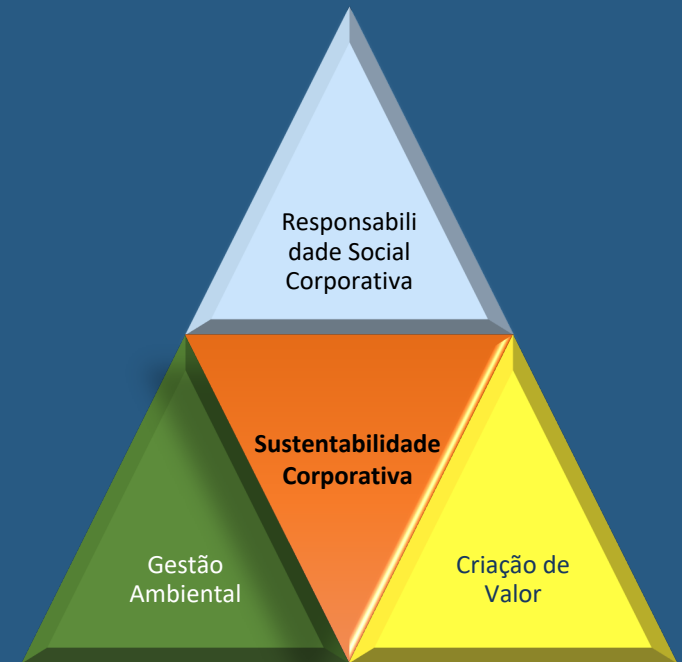 Responsabili
dade Social
Corporativa
Sustentabilidade
Corporativa
Gestão
Ambiental
Criação de
Valor